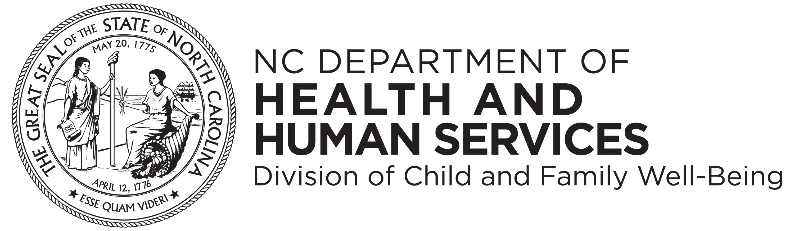 THE GREAT SEAL OF THE STATE OF NORTH CAROLINA
MAY 20, 1775
APRIL 12, 1776
★ ESSE QUAM VIDERI ★
NC DEPARTMENT OF
HEALTH AND
HUMAN SERVICES
Division of Child and Family Well-Being